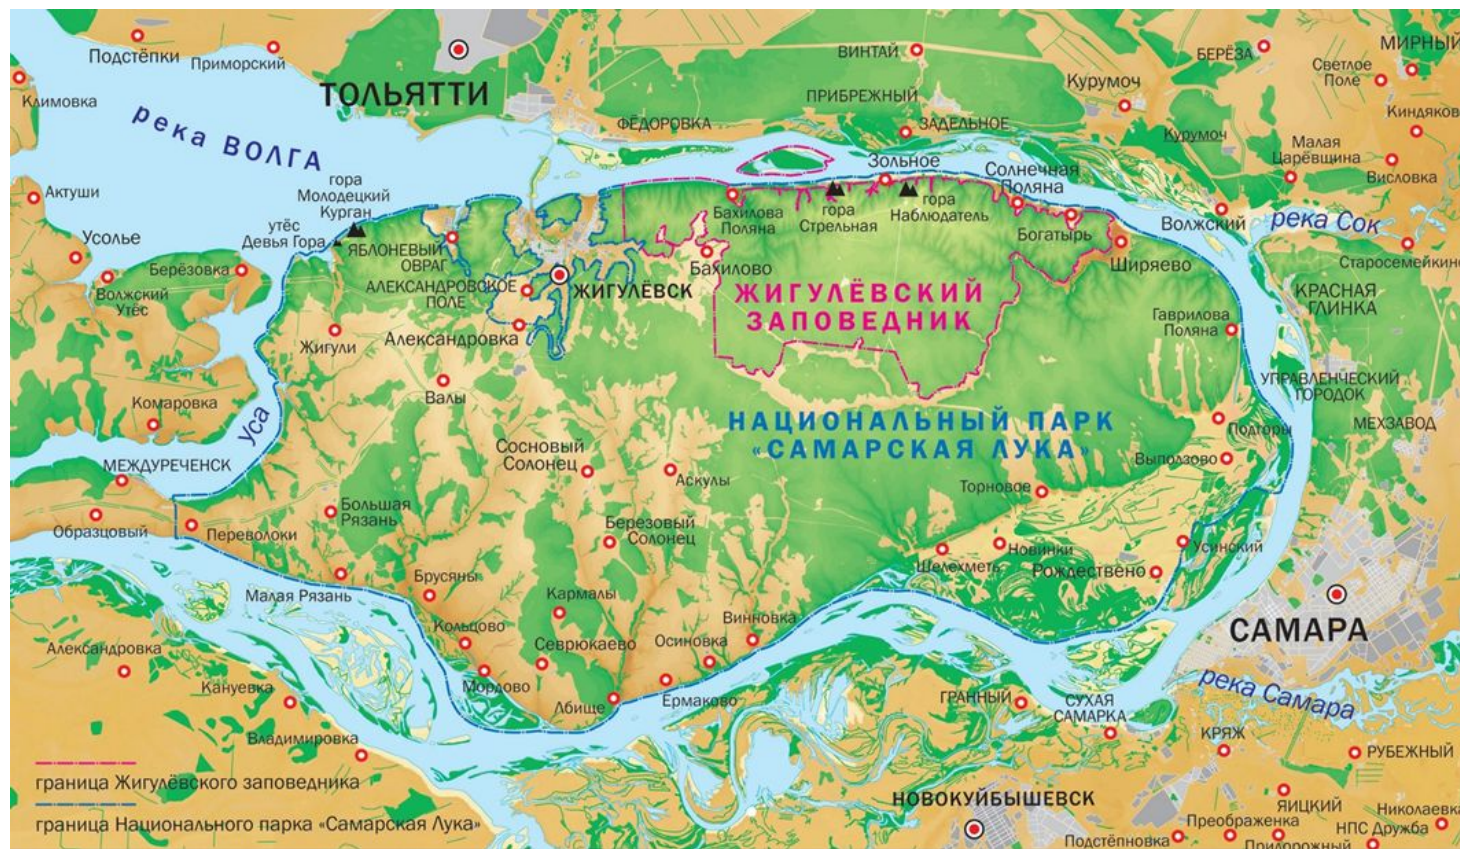 Подстёпки
Приморский
ТОЛЬЯТТИ
Климовка
река ВОЛГА
ВИНТАЙ
БЕРЁЗА
МИРНЫЙ
Светлое
Поле
Курумоч
ПРИБРЕЖНЫЙ
ФЁДОРОВКА
ЗАДЕЛЬНОЕ
Киндяков
Курумоч
Малая
Царёвщина
Висловка
Актуши
гора
Молодецкий
Курган
утёс
Девья Гора
Усолье
Берёзовка
Волжский
Утёс
ЯБЛОНЕВЫЙ
ОВРАГ
АЛЕКСАНДРОВСКОЕ
ПОЛЕ
ЖИГУЛЁВСК
Зольное
Солнечная
Поляна
Бахилова
Поляна
гора
Стрельная
гора
Наблюдатель
Богатырь
Волжский
река Сок
Бахилово
Ширяево
Старосемейкино
ЖИГУЛЁВСКИЙ
ЗАПОВЕДНИК
КРАСНАЯ
ГЛИНКА
Гаврилова
Поляна
Жигули
Александровка
Валы
Комаровка
Уса
УПРАВЛЕНЧЕСКИЙ
ГОРОДОК
МЕХЗАВОД
НАЦИОНАЛЬНЫЙ ПАРК
«САМАРСКАЯ ЛУКА»
Подгоры
Выползово
Сосновый
Солонец
Аскулы
Торновое
МЕЖДУРЕЧЕНСК
Образцовый
Переволоки
Большая
Рязань
Березовый
Солонец
Шелехметь
Новинки
Рождествено
Усинский
Малая Рязань
Брусяны
Кармалы
Кольцово
Севрюкаево
Осиновка
Винновка
САМАРА
река Самара
Александровка
Кануевка
Мордово
Лбище
Ермаково
ГРАННЫЙ
СУХАЯ
САМАРКА
КРЯЖ
РУБЕЖНЫЙ
Владимировка
граница Жигулёвского заповедника
граница Национального парка «Самарская Лука»
НОВОКУЙБЫШЕВСК
ЯИЦКИЙ
Николаевка
Преображенка
НПС Дружба
Подстёпновка
Придорожный